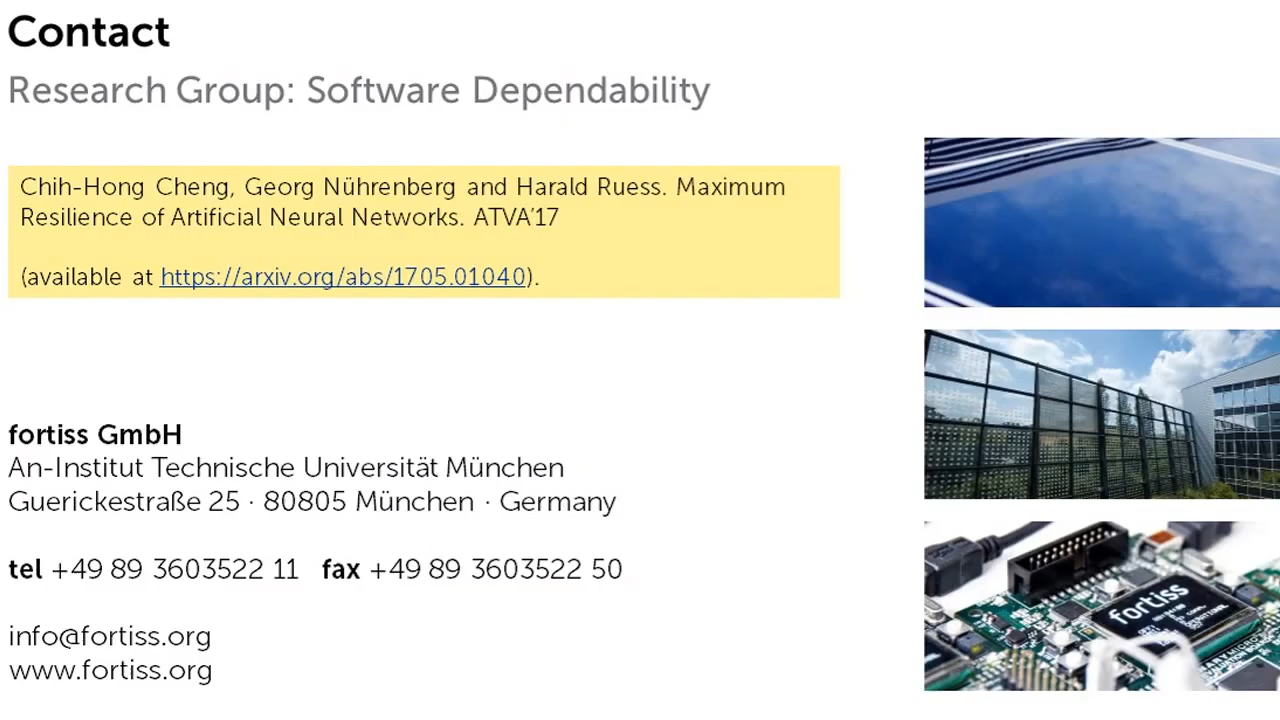 Contact
Research Group: Software Dependability
Chih-Hong Cheng, Georg Nührenberg and Harald Ruess. Maximum
Resilience of Artificial Neural Networks. ATVA'17
(available at https://arxiv.org/abs/1705.01040).
fortiss GmbH
An-Institut Technische Universität München
Guerickestraße 25 · 80805 München · Germany
tel +49 89 3603522 11 fax +49 89 3603522 50
info@fortiss.org
www.fortiss.org
fortiss